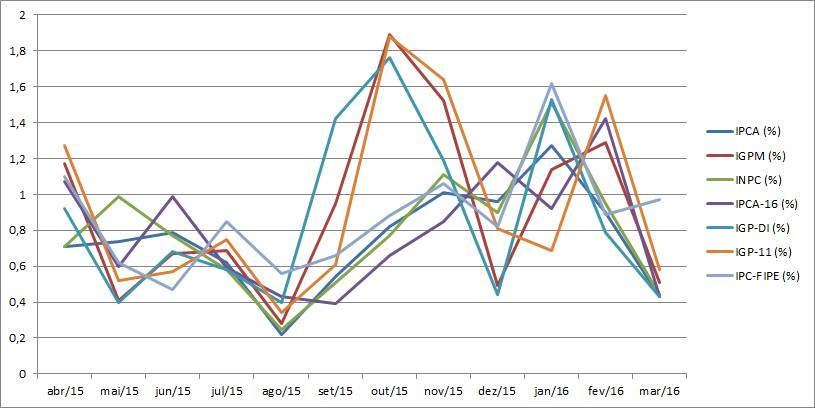 2
1,8
1,6
1,4
1,2
1
0,8
0,6
0,4
0,2
0
abr/15 mai/15 jun/15 jul/15 ago/15 set/15 out/15 nov/15 dez/15 jan/16 fev/16 mar/16
IPCA (%)
IGPM (%)
INPC (%)
IPCA-16 (%)
IGP-DI (%)
IGP-11 (%)
IPC-FIPE (%)